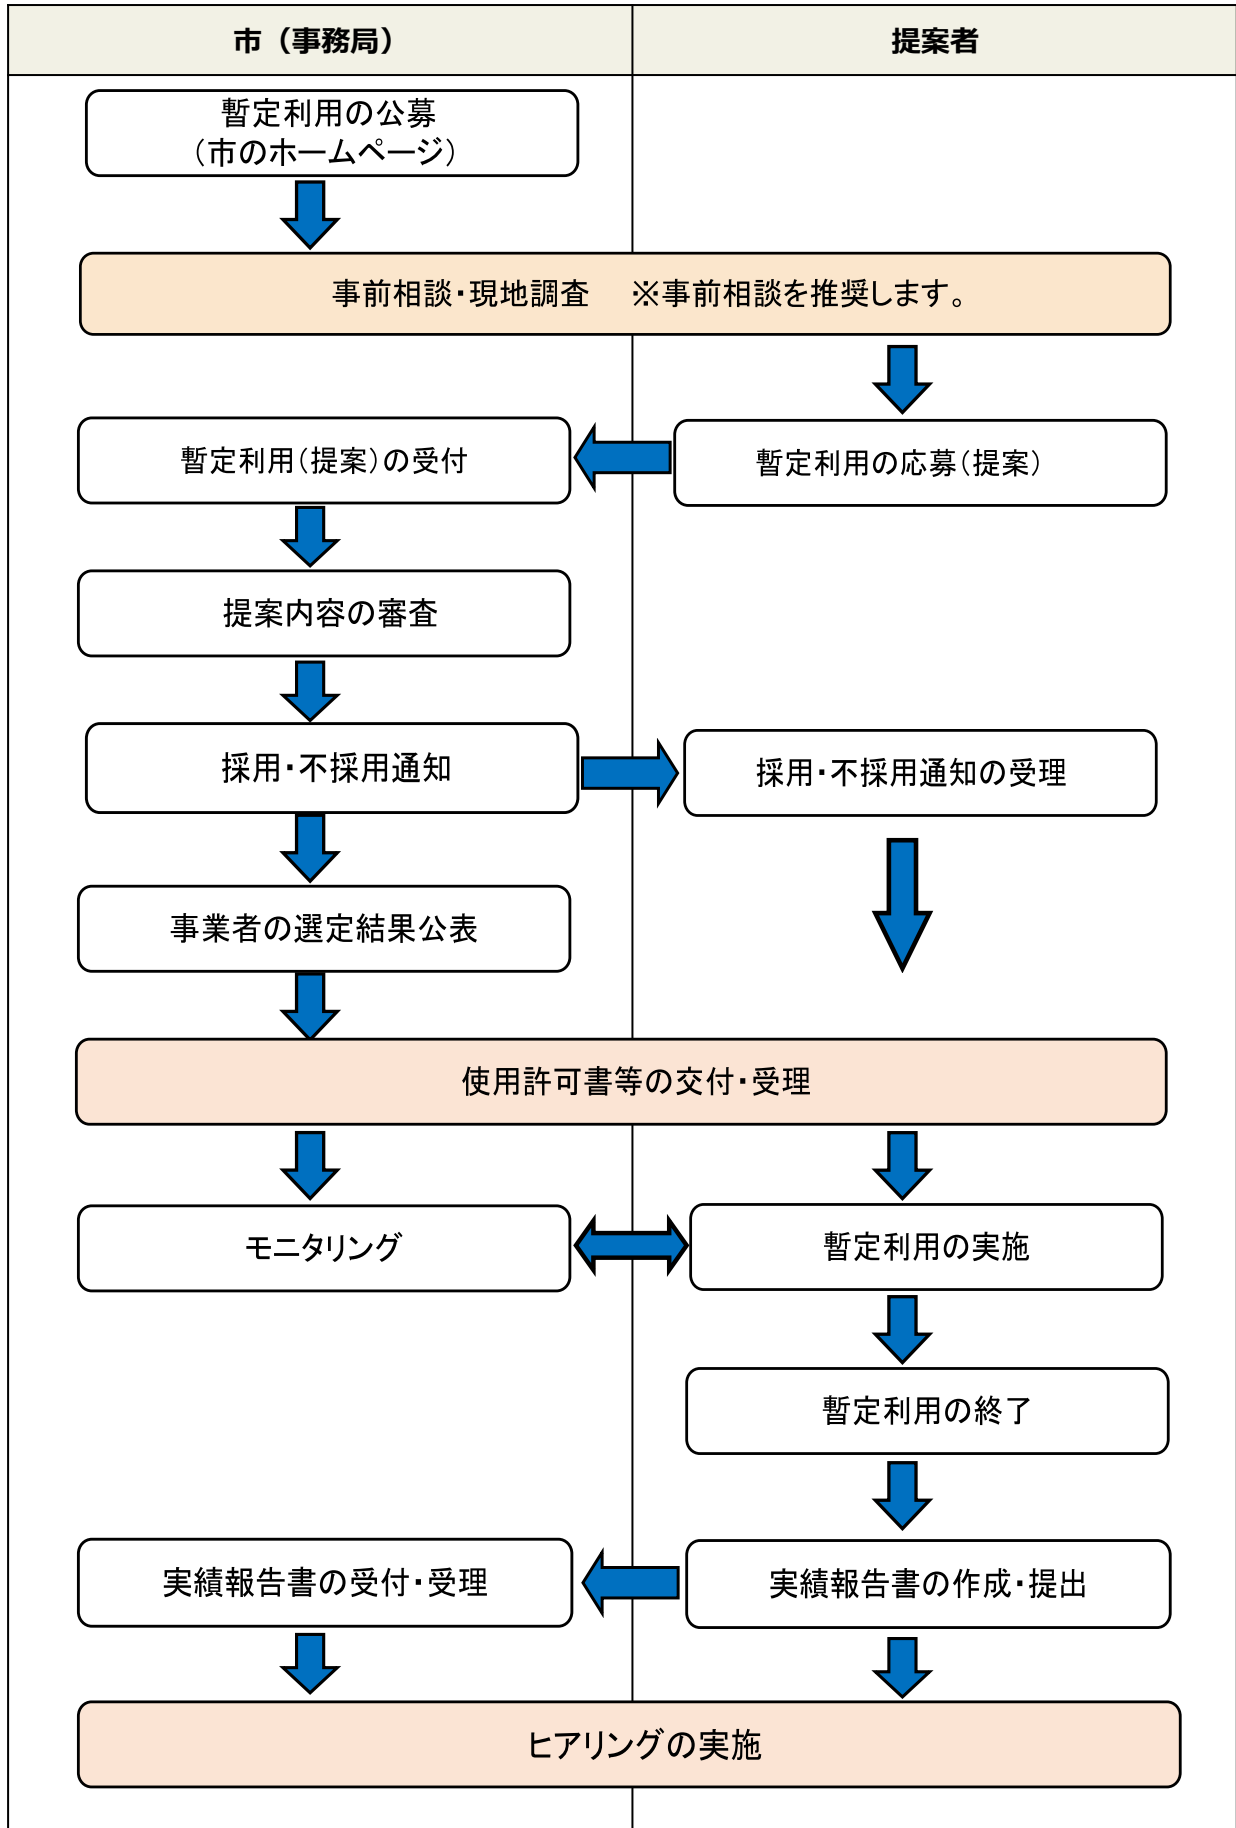 市（事務局）
提案者
暫定利用の公募
（市のホームページ）
事前相談・現地調査　※事前相談を推奨します。
暫定利用（提案）の受付
暫定利用の応募（提案）
提案内容の審査
採用・不採用通知
採用・不採用通知の受理
事業者の選定結果公表
使用許可書等の交付・受理
モニタリング
暫定利用の実施
暫定利用の終了
実績報告書の受付・受理
実績報告書の作成・提出
ヒアリングの実施